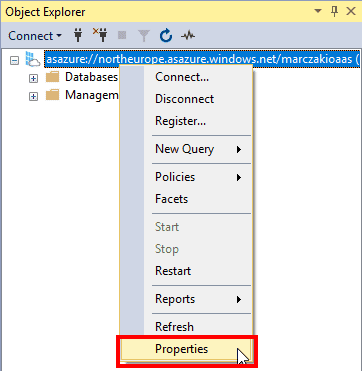 Object Explorer
Connect
asazure://northeurope.asazure.windows.net/marczakioaas (
Databases
Managem
Connect...
Disconnect
Register...
New Query
Policies
Facets
Start
Stop
Restart
Reports
Refresh
Properties